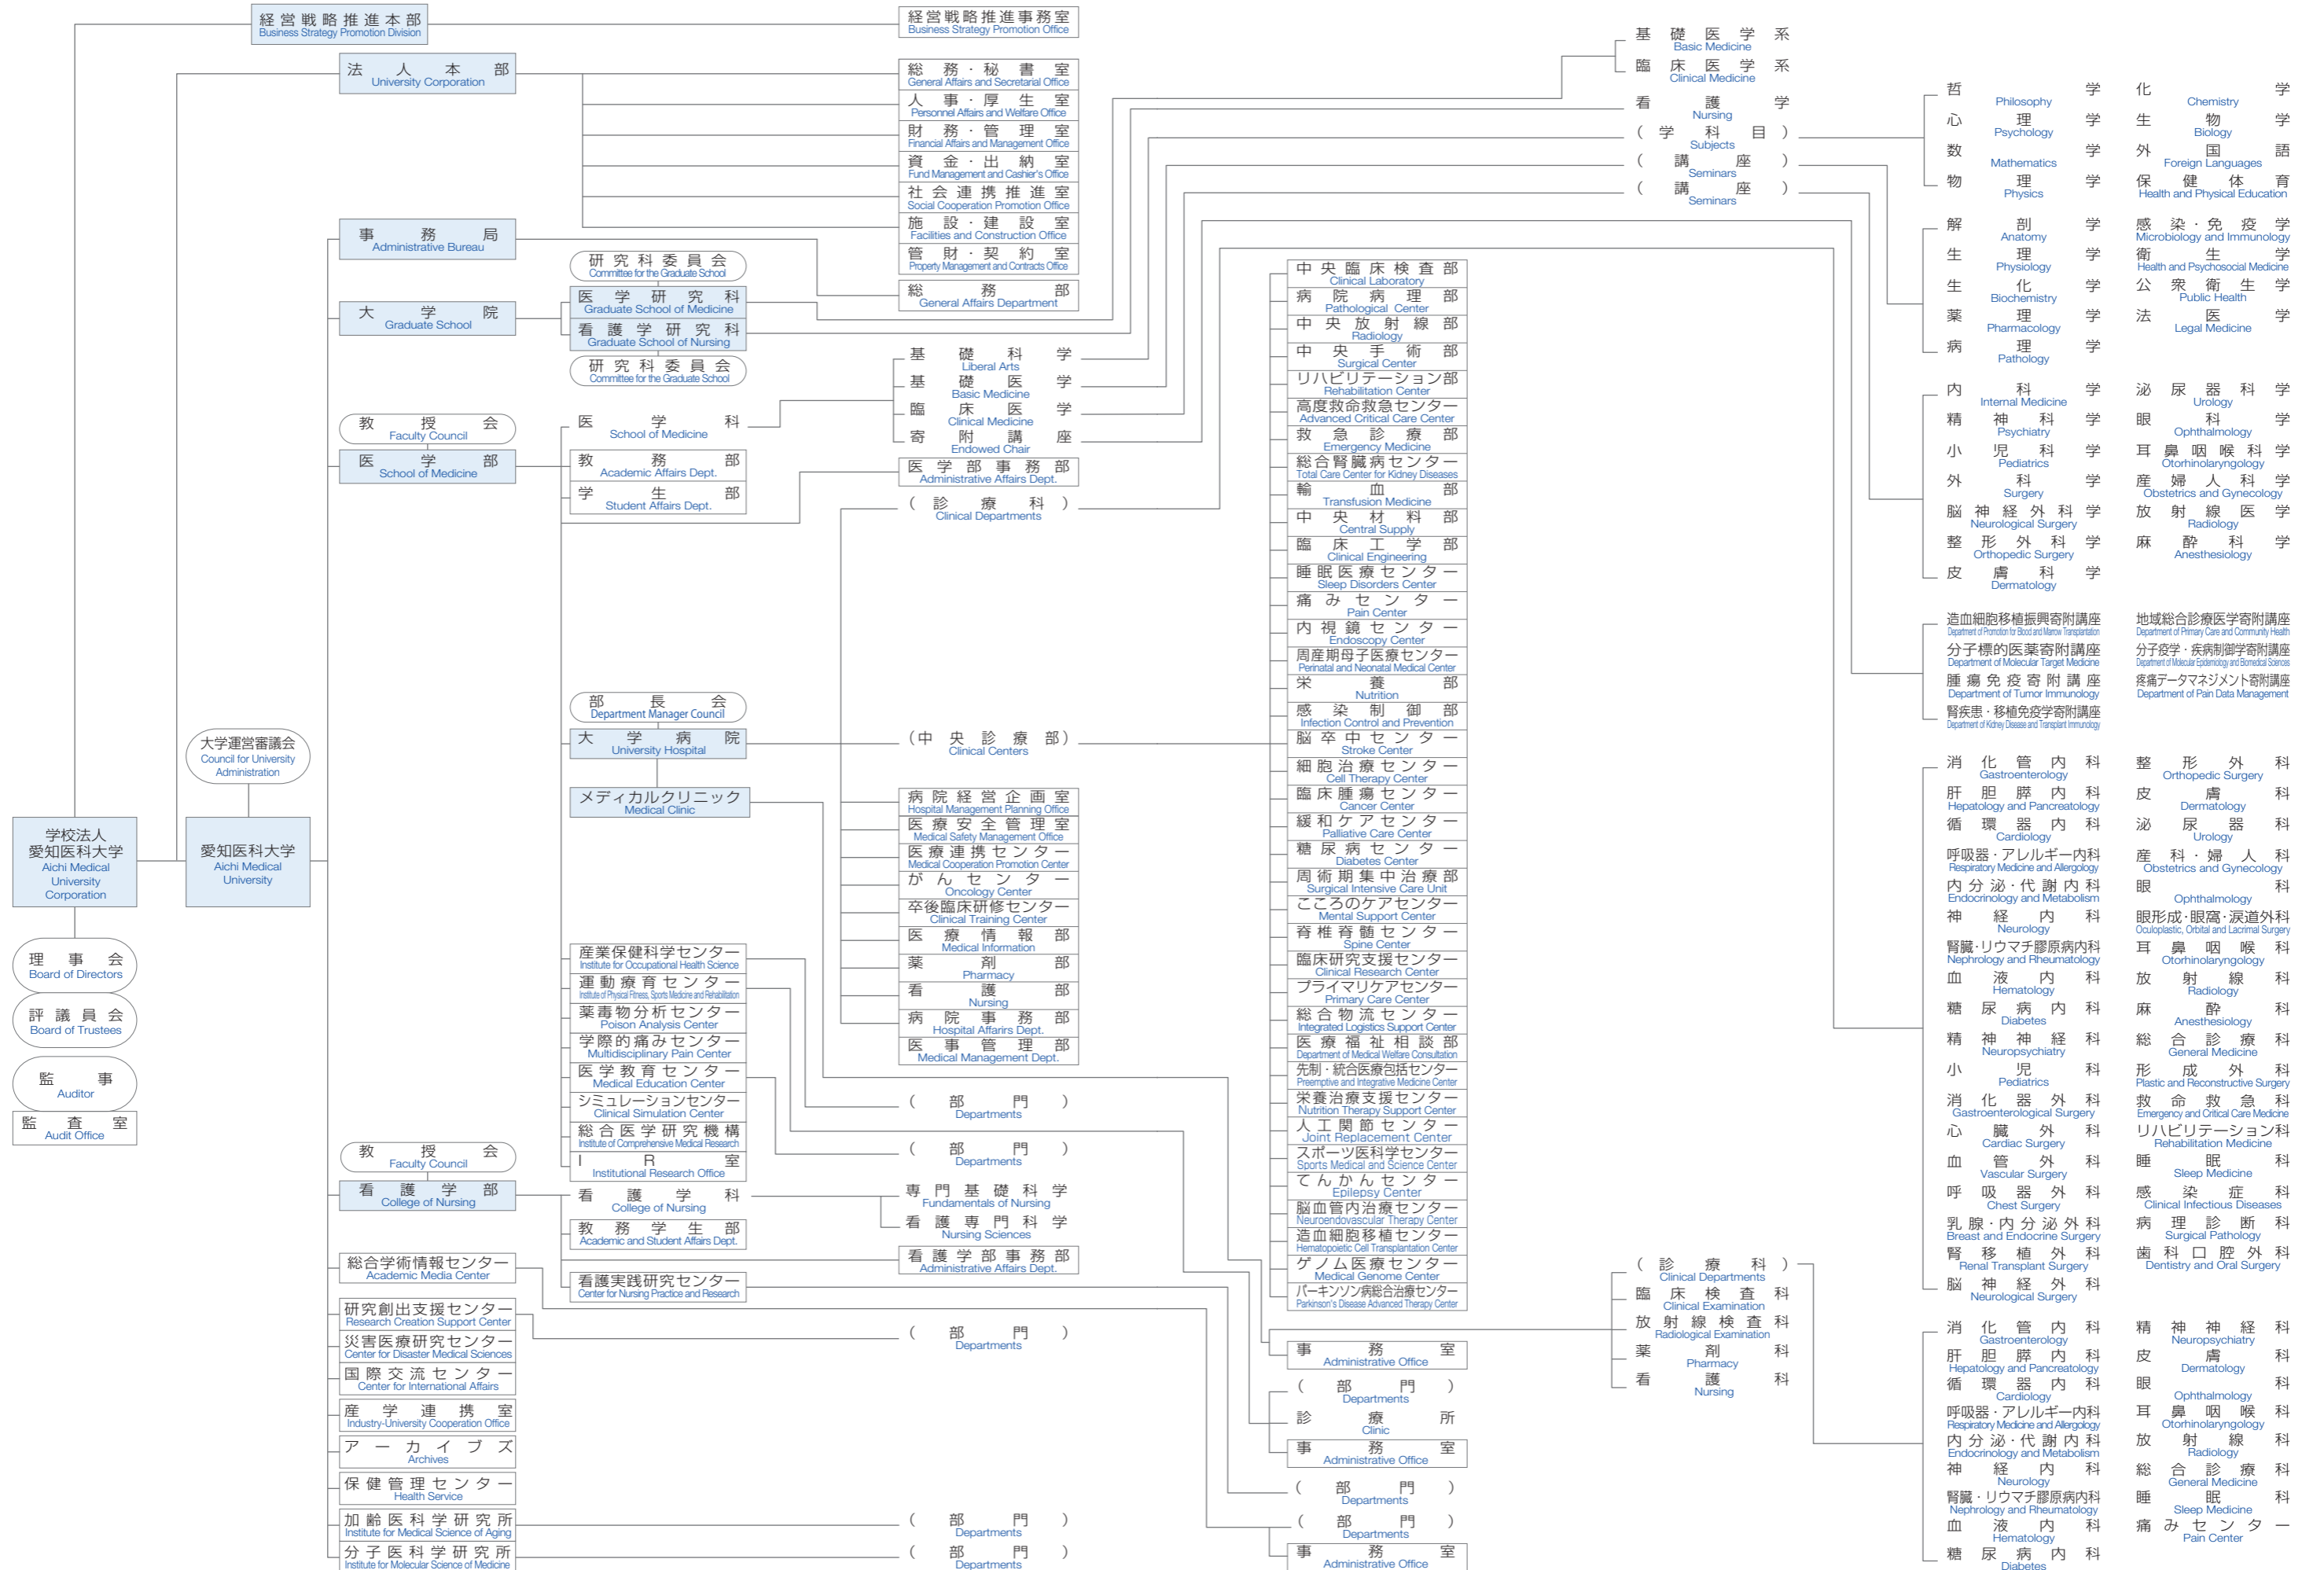 経営戦略推進本部
Business Strategy Promotion Division
経営戦略推進事務室
Business Strategy Promotion Office
法人本部
University Corporation
総務・秘書室
General Affairs and Secretarial Office
人事・厚生室
Personnel Affairs and Welfare Office
財務・管理室
Financial Affairs and Management Office
資金・出納室
Fund Management and Cashier's Office
社会連携推進室
Social Cooperation Promotion Office
施設・建設室
Facilities and Construction Office
管財・契約室
Property Management and Contracts Office
事務局
Administrative Bureau
総務部
General Affairs Department
研究科委員会
Committee for the Graduate School
大学院
Graduate School
医学研究科
Graduate School of Medicine
看護学研究科
Graduate School of Nursing
研究科委員会
Committee for the Graduate School
教授会
Faculty Council
医学部
School of Medicine
医学科
School of Medicine
教務部
Academic Affairs Dept.
学生部
Student Affairs Dept.
基礎科学
Liberal Arts
基礎医学
Basic Medicine
臨床医学
Clinical Medicine
寄附講座
Endowed Chair
医学部事務部
Administrative Affairs Dept.
(診療科)
Clinical Departments
部長会
Department Manager Council
大学病院
University Hospital
(中央診療部)
Clinical Centers
メディカルクリニック
Medical Clinic
病院経営企画室
Hospital Management Planning Office
医療安全管理室
Medical Safety Management Office
医療連携センター
Medical Cooperation Promotion Center
がんセンター
Oncology Center
卒後臨床研修センター
Clinical Training Center
医療情報部
Medical Information
薬剤部
Pharmacy
看護部
Nursing
病院事務部
Hospital Affarirs Dept.
医事管理部
Medical Management Dept.
大学運営審議会
Council for University
Administration
学校法人
愛知医科大学
Aichi Medical
University
Corporation
愛知医科大学
Aichi Medical
University
理事会
Board of Directors
評議員会
Board of Trustees
監事
Auditor
監査室
Audit Office
産業保健科学センター
Institute for Occupational Health Science
運動療育センター
Institute of Physical Fitness, Sports Medicine and Rehabilitation
薬毒物分析センター
Poison Analysis Center
学際的痛みセンター
Multidisciplinary Pain Center
医学教育センター
Medical Education Center
シミュレーションセンター
Clinical Simulation Center
総合医学研究機構
Institute of Comprehensive Medical Research
IR室
Institutional Research Office
(部門)
Departments
(部門)
Departments
教授会
Faculty Council
看護学部
College of Nursing
看護学科
College of Nursing
専門基礎科学
Fundamentals of Nursing
看護専門科学
Nursing Sciences
教務学生部
Academic and Student Affairs Dept.
看護学部事務部
Administrative Affairs Dept.
看護実践研究センター
Center for Nursing Practice and Research
総合学術情報センター
Academic Media Center
研究創出支援センター
Research Creation Support Center
災害医療研究センター
Center for Disaster Medical Sciences
国際交流センター
Center for International Affairs
産学連携室
Industry-University Cooperation Office
アーカイブズ
Archives
保健管理センター
Health Service
加齢医科学研究所
Institute for Medical Science of Aging
分子医科学研究所
Institute for Molecular Science of Medicine
(部門)
Departments
(部門)
Departments
(部門)
Departments
中央臨床検査部
Clinical Laboratory
病院病理部
Pathological Center
中央放射線部
Radiology
中央手術部
Surgical Center
リハビリテーション部
Rehabilitation Center
高度救命救急センター
Advanced Critical Care Center
救急診療部
Emergency Medicine
総合腎臓病センター
Total Care Center for Kidney Diseases
輸血部
Transfusion Medicine
中央材料部
Central Supply
臨床工学部
Clinical Engineering
睡眠医療センター
Sleep Disorders Center
痛みセンター
Pain Center
内視鏡センター
Endoscopy Center
周産期母子医療センター
Perinatal and Neonatal Medical Center
栄養部
Nutrition
感染制御部
Infection Control and Prevention
脳卒中センター
Stroke Center
細胞治療センター
Cell Therapy Center
臨床腫瘍センター
Cancer Center
緩和ケアセンター
Palliative Care Center
糖尿病センター
Diabetes Center
周術期集中治療部
Surgical Intensive Care Unit
こころのケアセンター
Mental Support Center
脊椎脊髄センター
Spine Center
臨床研究支援センター
Clinical Research Center
プライマリケアセンター
Primary Care Center
総合物流センター
Integrated Logistics Support Center
医療福祉相談部
Department of Medical Welfare Consultation
先制・統合医療包括センター
Preemptive and Integrative Medicine Center
栄養治療支援センター
Nutrition Therapy Support Center
人工関節センター
Joint Replacement Center
スポーツ医科学センター
Sports Medical and Science Center
てんかんセンター
Epilepsy Center
脳血管内治療センター
Neuroendovascular Therapy Center
造血細胞移植センター
Hematopoietic Cell Transplantation Center
ゲノム医療センター
Medical Genome Center
パーキンソン病総合治療センター
Parkinson's Disease Advanced Therapy Center
事務室
Administrative Office
(部門)
Departments
診療所
Clinic
事務室
Administrative Office
(部門)
Departments
(部門)
Departments
事務室
Administrative Office
基礎医学系
Basic Medicine
臨床医学系
Clinical Medicine
看護学
Nursing
(学科目)
Subjects
(講座)
Seminars
(講座)
Seminars
(診療科)
Clinical Departments
臨床検査科
Clinical Examination
放射線検査科
Radiological Examination
薬剤科
Pharmacy
看護科
Nursing
哲学 化学
Philosophy Chemistry
心理学 生物学
Psychology Biology
数学 外国語
Mathematics Foreign Languages
物理学 保健体育
Physics Health and Physical Education
解剖学 感染・免疫学
Anatomy Microbiology and Immunology
生理学 衛生学
Physiology Health and Psychosocial Medicine
生化学 公衆衛生学
Biochemistry Public Health
薬理学 法医学
Pharmacology Legal Medicine
病理学
Pathology
内科学 泌尿器科学
Internal Medicine Urology
精神科学 眼科学
Psychiatry Ophthalmology
小児科学 耳鼻咽喉科学
Pediatrics Otorhinolaryngology
外科学 産婦人科学
Surgery Obstetrics and Gynecology
脳神経外科学 放射線医学
Neurological Surgery Radiology
整形外科学 麻酔科学
Orthopedic Surgery Anesthesiology
皮膚科学
Dermatology
造血細胞移植振興寄附講座 地域総合診療医学寄附講座
Department of Promotion for Blood and Marrow Transplantation Department of Primary Care and Community Health
分子標的医薬寄附講座 分子疫学・疾病制御学寄附講座
Department of Molecular Target Medicine Department of Molecular Epidemiology and Biomedical Sciences
腫瘍免疫寄附講座 疼痛データマネジメント寄附講座
Department of Tumor Immunology Department of Pain Data Management
腎疾患・移植免疫学寄附講座
Department of Kidney Disease and Transplant Immunology
消化管内科 整形外科
Gastroenterology Orthopedic Surgery
肝胆膵内科 皮膚科
Hepatology and Pancreatology Dermatology
循環器内科 泌尿器科
Cardiology Urology
呼吸器・アレルギー内科 産科・婦人科
Respiratory Medicine and Allergology Obstetrics and Gynecology
内分泌・代謝内科 眼科
Endocrinology and Metabolism Ophthalmology
神経内科 眼形成・眼窩・涙道外科
Neurology Oculoplastic, Orbital and Lacrimal Surgery
腎臓・リウマチ膠原病内科 耳鼻咽喉科
Nephrology and Rheumatology Otorhinolaryngology
血液内科 放射線科
Hematology Radiology
糖尿病内科 麻酔科
Diabetes Anesthesiology
精神神経科 総合診療科
Neuropsychiatry General Medicine
小児科 形成外科
Pediatrics Plastic and Reconstructive Surgery
消化器外科 救命救急科
Gastroenterological Surgery Emergency and Critical Care Medicine
心臓外科 リハビリテーション科
Cardiac Surgery Rehabilitation Medicine
血管外科 睡眠科
Vascular Surgery Sleep Medicine
呼吸器外科 感染症科
Chest Surgery Clinical Infectious Diseases
乳腺・内分泌外科 病理診断科
Breast and Endocrine Surgery Surgical Pathology
腎移植外科 歯科口腔外科
Renal Transplant Surgery Dentistry and Oral Surgery
脳神経外科
Neurological Surgery
消化管内科 精神神経科
Gastroenterology Neuropsychiatry
肝胆膵内科 皮膚科
Hepatology and Pancreatology Dermatology
循環器内科 眼科
Cardiology Ophthalmology
呼吸器・アレルギー内科 耳鼻咽喉科
Respiratory Medicine and Allergology Otorhinolaryngology
内分泌・代謝内科 放射線科
Endocrinology and Metabolism Radiology
神経内科 総合診療科
Neurology General Medicine
腎臓・リウマチ膠原病内科 睡眠科
Nephrology and Rheumatology Sleep Medicine
血液内科 痛みセンター
Hematology Pain Center
糖尿病内科
Diabetes